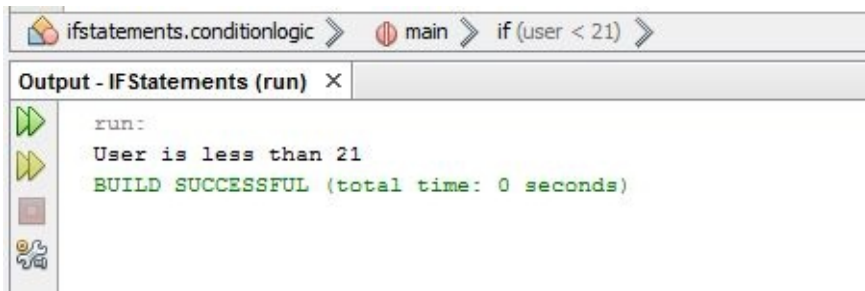 ifstatements.conditionlogic main if (user < 21)
Output - IFStatements (run)
run:
User is less than 21
BUILD SUCCESSFUL (total time: 0 seconds)